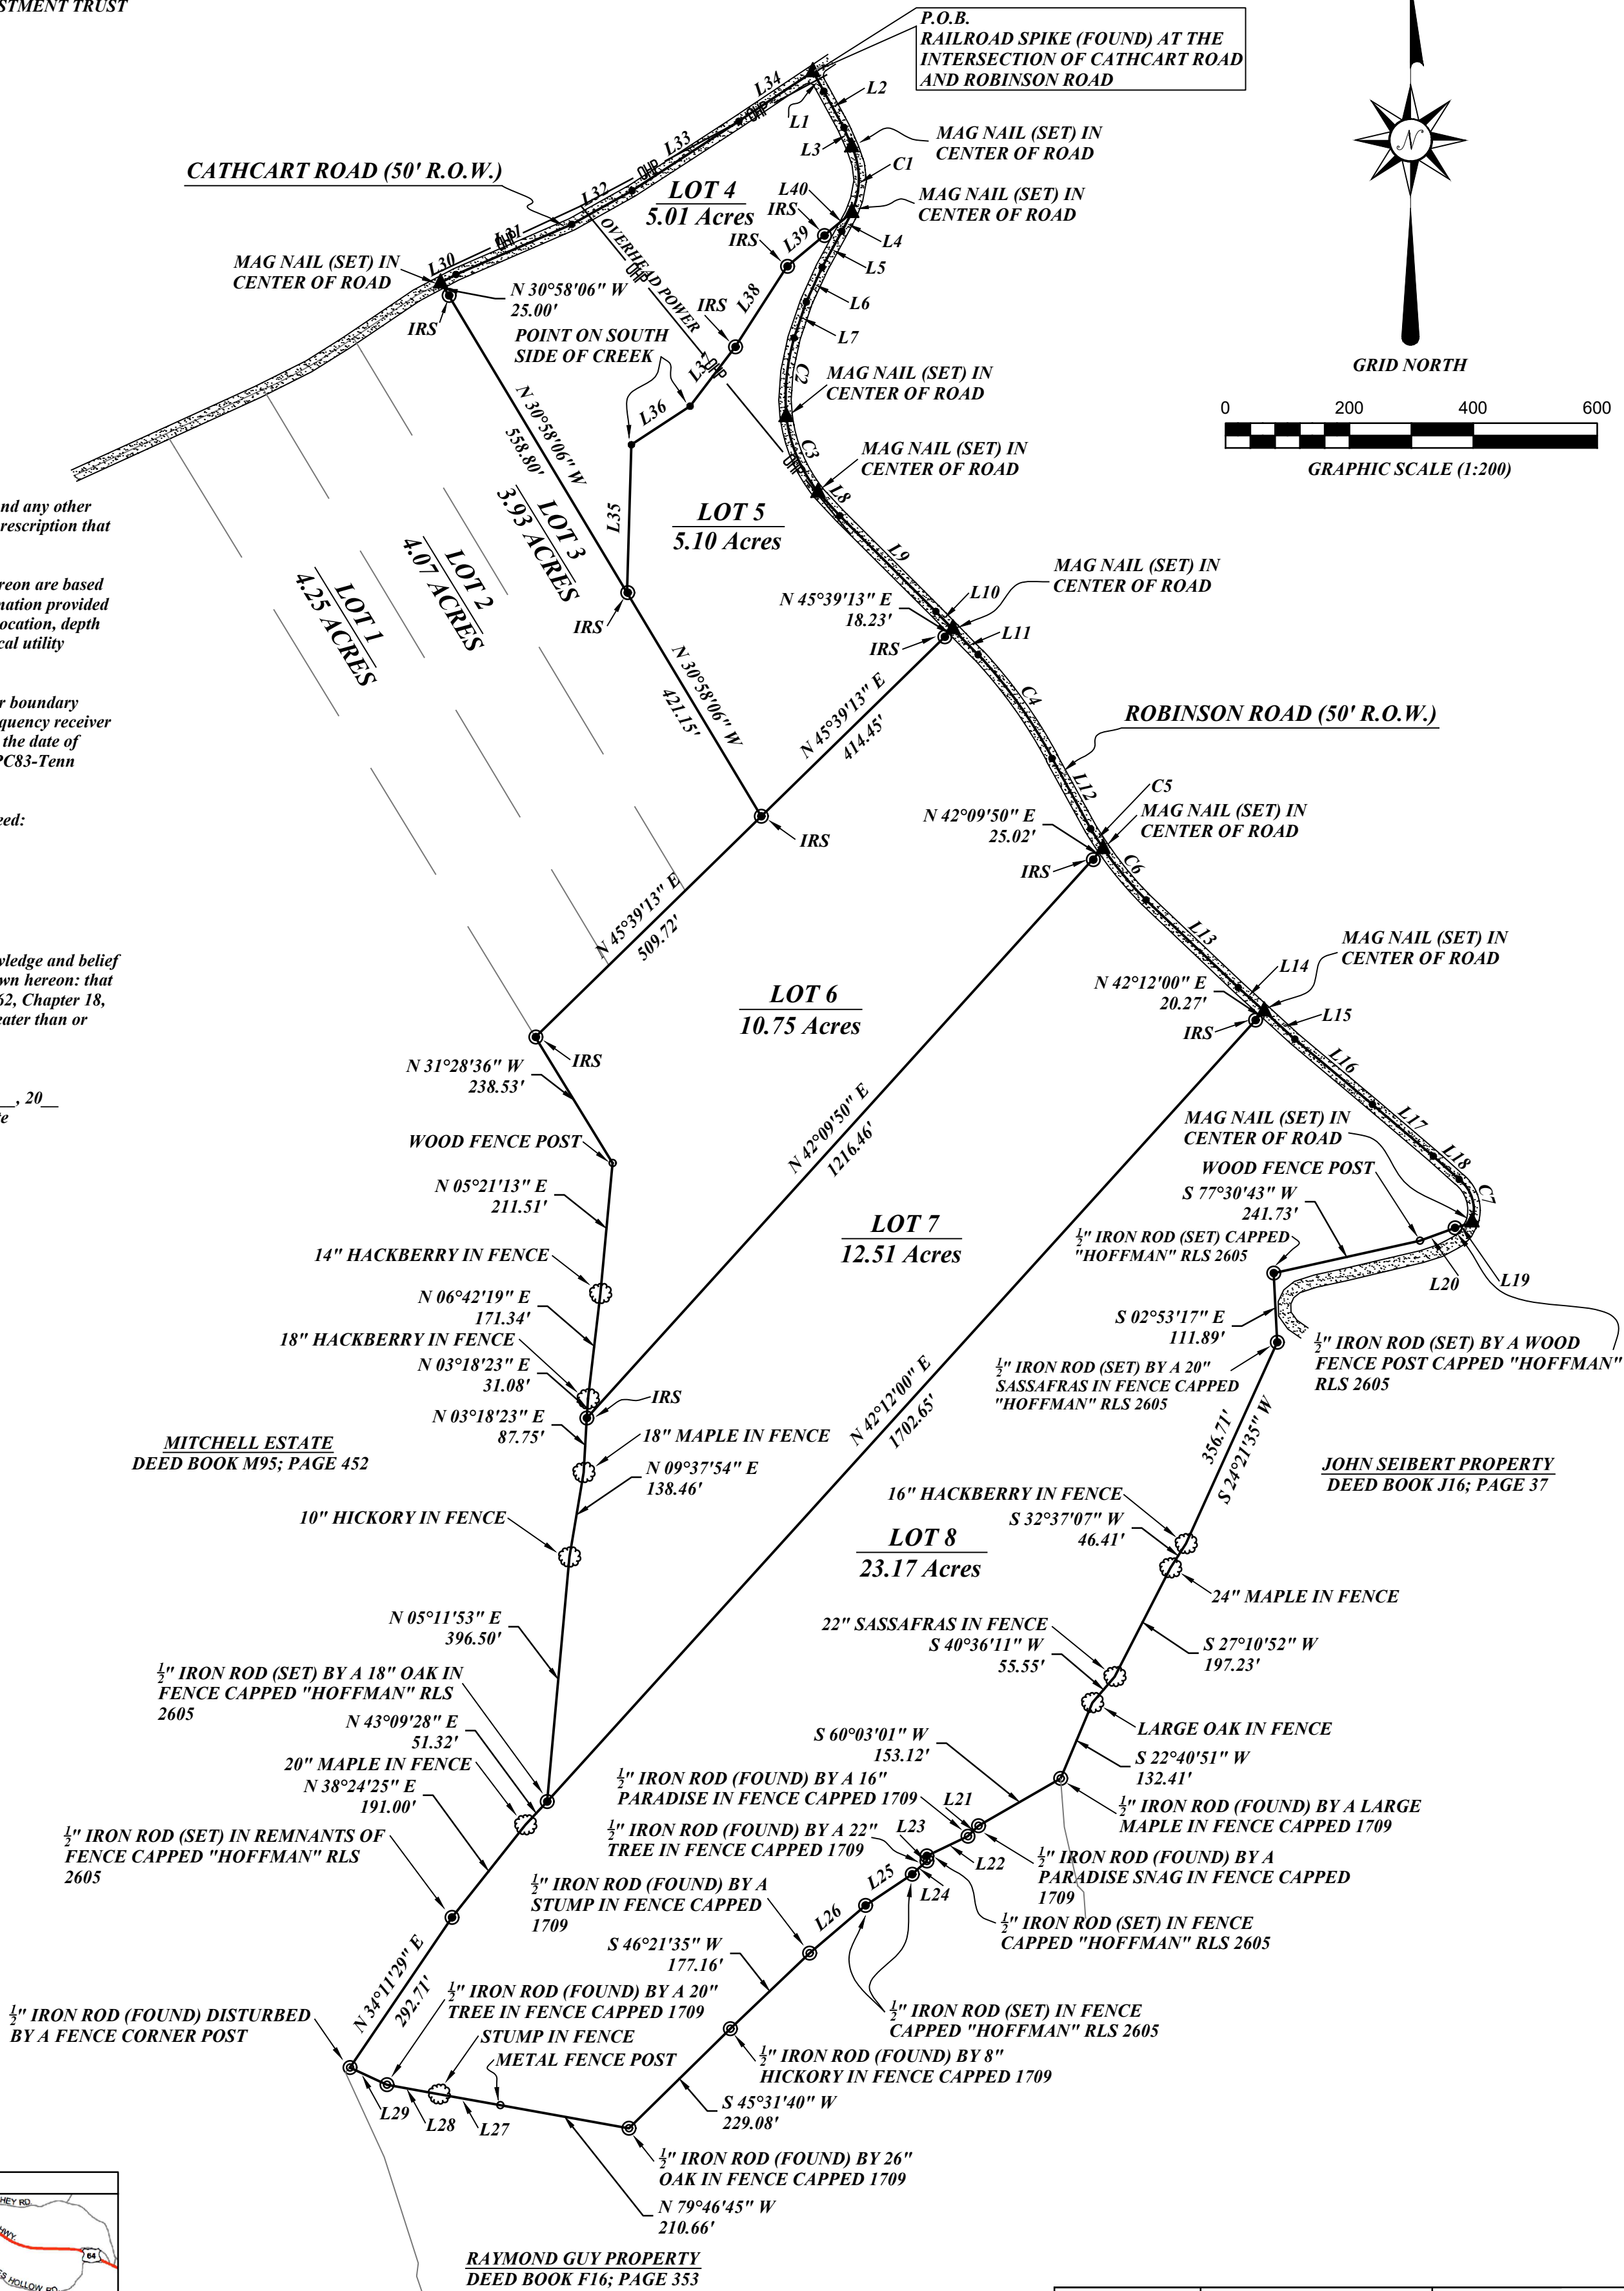 STMENT TRUST
P.O.B.
RAILROAD SPIKE (FOUND) AT THE
INTERSECTION OF CATHCART ROAD
AND ROBINSON ROAD
L34
L2
L1
OHP
L3
MAG NAIL (SET) IN
CENTER OF ROAD
N
L33
C1
CATHCART ROAD (50' R.O.W.)
OHP
L32
LOT 4
5.01 Acres
L40
IRS
MAG NAIL (SET) IN
CENTER OF ROAD
L31
OHP
OVERHEAD POWER
OHP
IRS
L39
L4
L5
MAG NAIL (SET) IN
CENTER OF ROAD
L30
N 30°58'06" W
25.00'
IRS
L38
IRS
L6
L7
POINT ON SOUTH
SIDE OF CREEK
L37
OHP
GRID NORTH
C2
MAG NAIL (SET) IN
CENTER OF ROAD
L36
0
200
400
600
GRAPHIC SCALE (1:200)
N 30°58'06" W
558.80'
C3
OHP
MAG NAIL (SET) IN
CENTER OF ROAD
L8
nd any other
rescription that
LOT 3
3.93 ACRES
L35
LOT 5
5.10 Acres
LOT 2
4.07 ACRES
L9
LOT 1
4.25 ACRES
reon are based
nation provided
ocation, depth
cal utility
MAG NAIL (SET) IN
CENTER OF ROAD
L10
N 45°39'13" E
18.23'
IRS
IRS
L11
N 30°58'06" W
421.15'
N 45°39'13" E
414.45'
C4
r boundary
quency receiver
the date of
PC83-Tenn
ROBINSON ROAD (50' R.O.W.)
L12
C5
MAG NAIL (SET) IN
CENTER OF ROAD
eed:
N 42°09'50" E
25.02'
IRS
IRS
C6
N 45°39'13" E
509.72'
L13
wledge and belief
wn hereon: that
62, Chapter 18,
eater than or
MAG NAIL (SET) IN
CENTER OF ROAD
L14
N 42°12'00" E
20.27'
IRS
LOT 6
10.75 Acres
L15
IRS
N 31°28'36" W
238.53'
L16
__, 20__
te
MAG NAIL (SET) IN
CENTER OF ROAD
L17
WOOD FENCE POST
N 42°09'50" E
1216.46'
WOOD FENCE POST
L18
N 05°21'13" E
211.51'
S 77°30'43" W
241.73'
C7
LOT 7
12.51 Acres
½" IRON ROD (SET) CAPPED
"HOFFMAN" RLS 2605
14" HACKBERRY IN FENCE
L20
L19
N 06°42'19" E
171.34'
S 02°53'17" E
111.89'
18" HACKBERRY IN FENCE
½" IRON ROD (SET) BY A WOOD
FENCE POST CAPPED "HOFFMAN"
RLS 2605
N 03°18'23" E
31.08'
½" IRON ROD (SET) BY A 20"
SASSAFRAS IN FENCE CAPPED
"HOFFMAN" RLS 2605
IRS
N 03°18'23" E
87.75'
N 42°12'00" E
1702.65'
MITCHELL ESTATE
DEED BOOK M95; PAGE 452
18" MAPLE IN FENCE
N 09°37'54" E
138.46'
356.71'
S 24°21'35" W
JOHN SEIBERT PROPERTY
DEED BOOK J16; PAGE 37
16" HACKBERRY IN FENCE
S 32°37'07" W
46.41'
10" HICKORY IN FENCE
LOT 8
23.17 Acres
24" MAPLE IN FENCE
N 05°11'53" E
396.50'
22" SASSAFRAS IN FENCE
S 40°36'11" W
55.55'
S 27°10'52" W
197.23'
½" IRON ROD (SET) BY A 18" OAK IN
FENCE CAPPED "HOFFMAN" RLS
2605
N 43°09'28" E
51.32'
LARGE OAK IN FENCE
S 60°03'01" W
153.12'
20" MAPLE IN FENCE
S 22°40'51" W
132.41'
N 38°24'25" E
191.00'
½" IRON ROD (FOUND) BY A 16"
PARADISE IN FENCE CAPPED 1709
L21
½" IRON ROD (FOUND) BY A LARGE
MAPLE IN FENCE CAPPED 1709
½" IRON ROD (SET) IN REMNANTS OF
FENCE CAPPED "HOFFMAN" RLS
2605
½" IRON ROD (FOUND) BY A 22"
TREE IN FENCE CAPPED 1709
L23
L22
½" IRON ROD (FOUND) BY A
PARADISE SNAG IN FENCE CAPPED
1709
L25
L24
½" IRON ROD (FOUND) BY A
STUMP IN FENCE CAPPED
1709
L26
½" IRON ROD (SET) IN FENCE
CAPPED "HOFFMAN" RLS 2605
S 46°21'35" W
177.16'
N 34°11'29" E
292.71'
½" IRON ROD (FOUND) BY A 20"
TREE IN FENCE CAPPED 1709
½" IRON ROD (FOUND) DISTURBED
BY A FENCE CORNER POST
½" IRON ROD (SET) IN FENCE
CAPPED "HOFFMAN" RLS 2605
STUMP IN FENCE
METAL FENCE POST
½" IRON ROD (FOUND) BY 8"
HICKORY IN FENCE CAPPED 1709
S 45°31'40" W
229.08'
L29
L28
L27
½" IRON ROD (FOUND) BY 26"
OAK IN FENCE CAPPED 1709
N 79°46'45" W
210.66'
HEY RD.
HWY.
64
ES HOLLOW RD.
RAYMOND GUY PROPERTY
DEED BOOK F16; PAGE 353